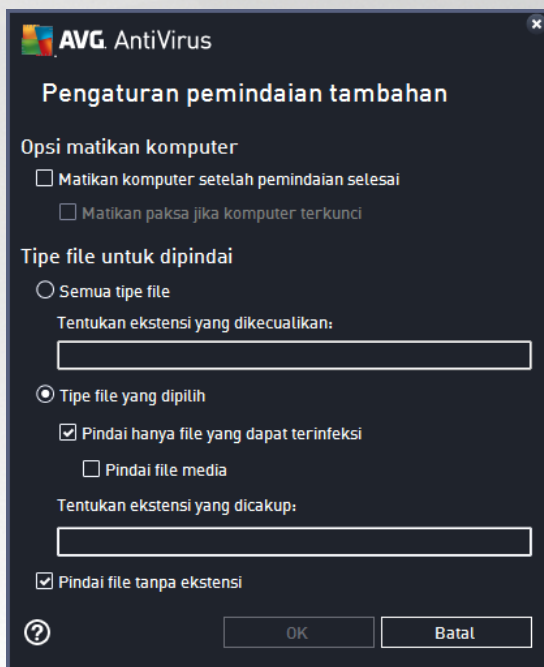 AVG. AntiVirus
Pengaturan pemindaian tambahan
Opsi matikan komputer
Matikan komputer setelah pemindaian selesai
Matikan paksa jika komputer terkunci
Tipe file untuk dipindai
Semua tipe file
Tentukan ekstensi yang dikecualikan:
Tipe file yang dipilih
Pindai hanya file yang dapat terinfeksi
Pindai file media
Tentukan ekstensi yang dicakup:
Pindai file tanpa ekstensi
OK
Batal